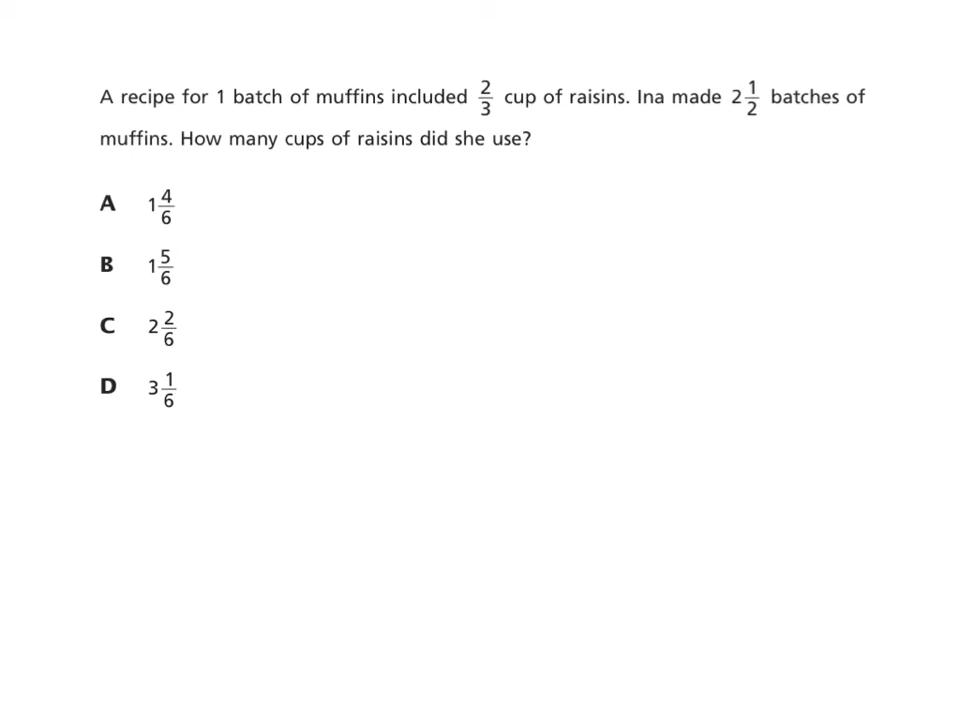 A recipe for 1 batch of muffins included 2/3 cup of raisins. Ina made 2 1/2 batches of
muffins. How many cups of raisins did she use?
A 1 4/6
B 1 5/6
C 2 2/6
D 3 1/6